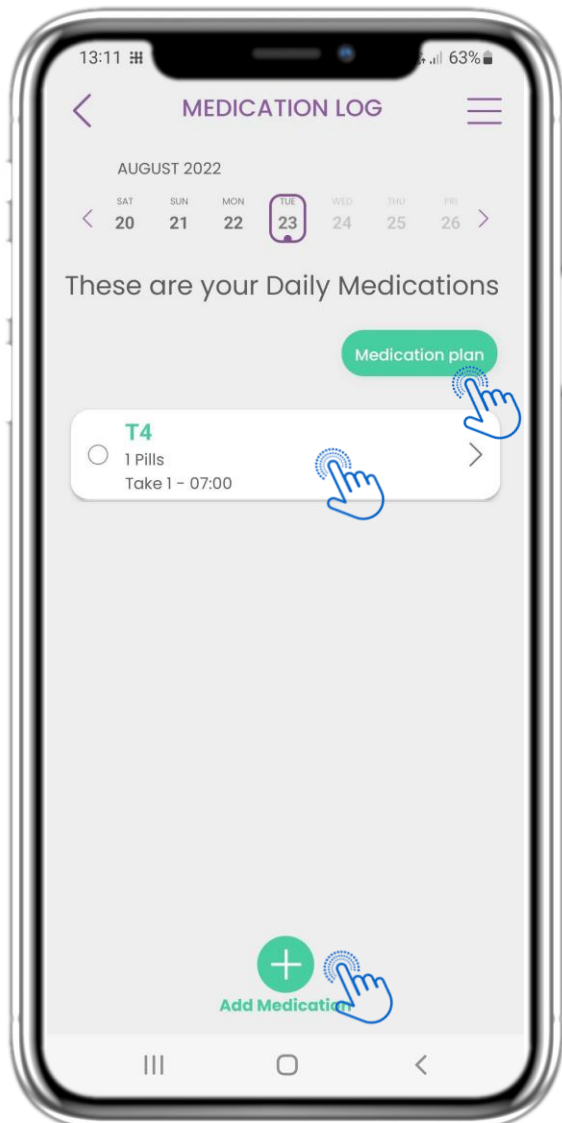 13:11 63%
MEDICATION LOG
AUGUST 2022
SAT SUN MON TUE WED THU FRI
20 21 22 23 24 25 26
These are your Daily Medications
Medication plan
T4
1 Pills
Take 1 - 07:00
Add Medication